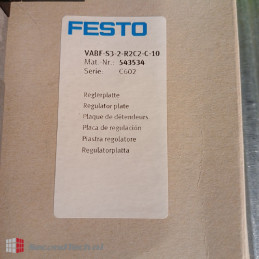 FESTO
VABF-S3-2-R2C2-C-10
Mat.-Nr.: 543534
Serie: C602
Reglerplatte
Regulator plate
Plaque de détendeurs
Placa de regulación
Piastra regolatore
Regulatorplatta